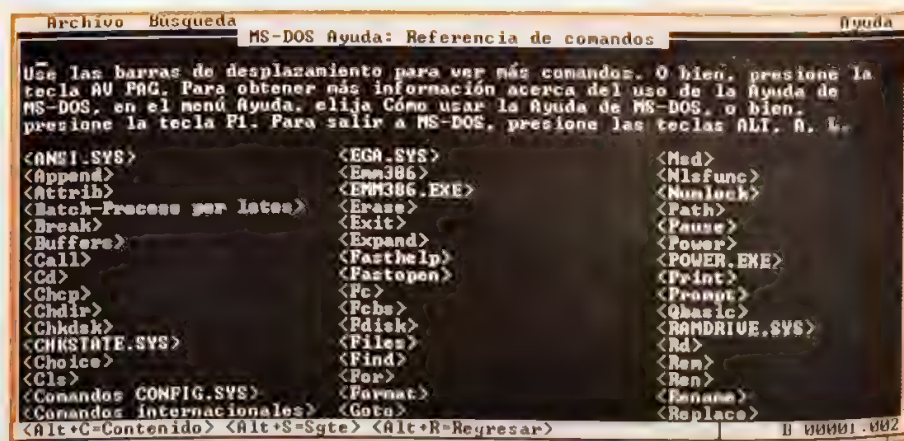 Archivo Búsqueda Ayuda
MS-DOS Ayuda: Referencia de comandos
Use las barras de desplazamiento para ver más comandos. O bien, presione la
tecla AV PAG. Para obtener más información acerca del uso de la Ayuda de
MS-DOS, en el menú Ayuda, elija Cómo usar la Ayuda de MS-DOS, o bien,
presione la tecla F1. Para salir a MS-DOS, presione las teclas ALT, A, L.
<ANSI.SYS> <EGA.SYS> <Msd>
<Append> <Emm386> <Nlsfunc>
<Attrib> <EMM386.EXE> <Numlock>
<Batch-Process por lotes> <Erase> <Path>
<Break> <Exit> <Pause>
<Buffers> <Expand> <Power>
<Call> <Fasthelp> <POWER.EXE>
<Cd> <Fastopen> <Print>
<Chcp> <Fc> <Prompt>
<Chdir> <Fcbs> <Qbasic>
<Chkdsk> <Fdisk> <RAMDRIVE.SYS>
<CHKSTATE.SYS> <Files> <Rd>
<Choice> <Find> <Rem>
<Cls> <For> <Ren>
<Comandos CONFIG.SYS> <Format> <Rename>
<Comandos internacionales> <Goto> <Replace>
<Alt+C=Contenido> <Alt+S=Sgte> <Alt+R=Regresar> B 00001.002